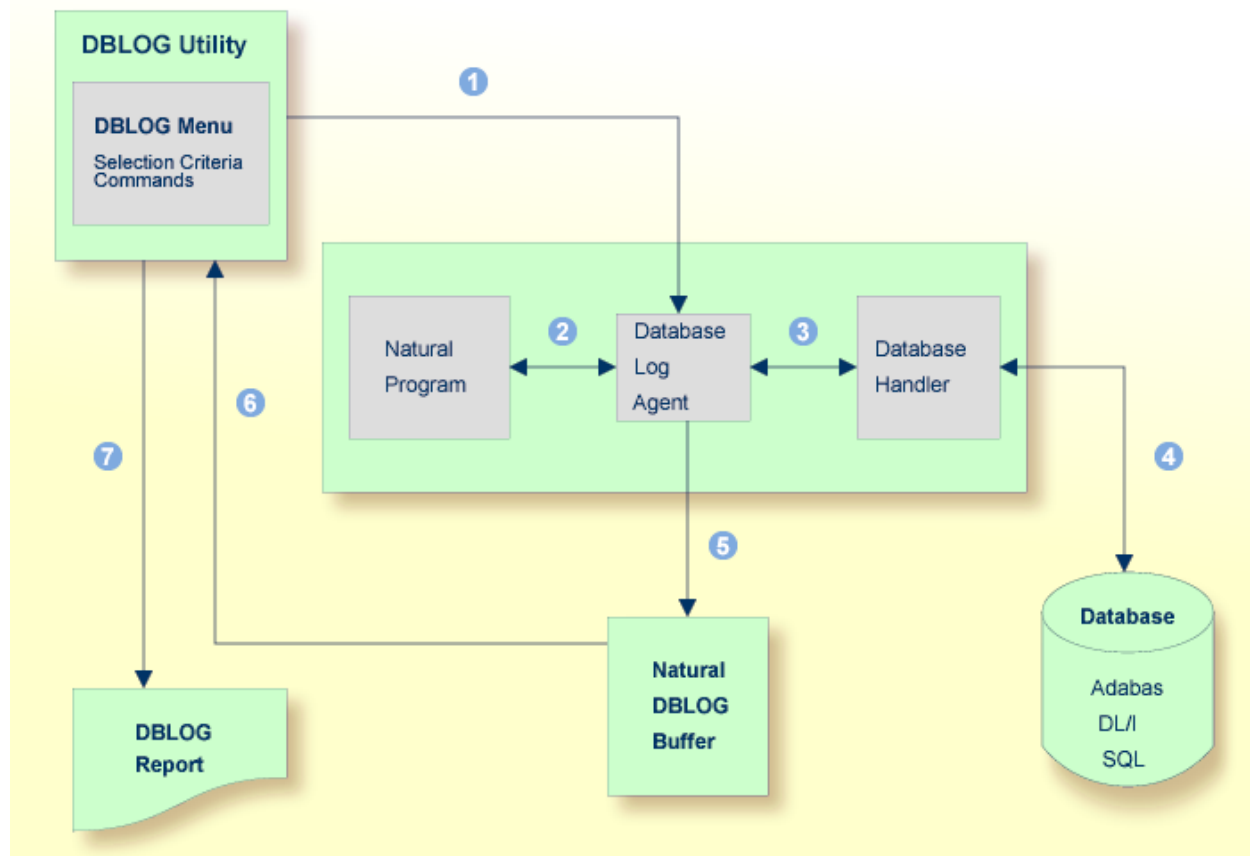 DBLOG Utility
DBLOG Menu
Selection Criteria
Commands
1
Natural
Program
2
Database
Log
Agent
3
Database
Handler
6
7
4
5
Natural
DBLOG
Buffer
Database
Adabas
DL/I
SQL
DBLOG
Report